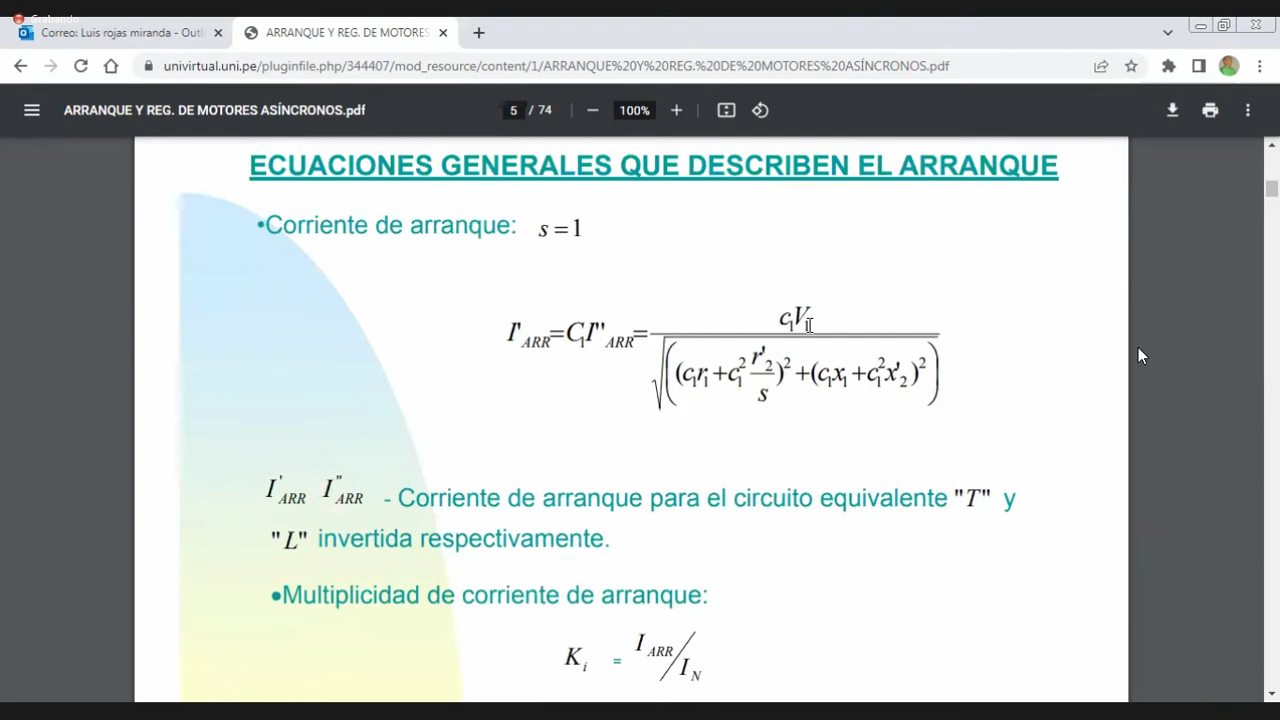 Grabando
Correo: Luis rojas miranda - Outl
ARRANQUE Y REG. DE MOTORES
univirtual.uni.pe/pluginfile.php/344407/mod_resource/content/1/ARRANQUE%20Y%20REG.%20DE%20MOTORES%20ASÍNCRONOS.pdf
ARRANQUE Y REG. DE MOTORES ASÍNCRONOS.pdf
5 / 74
100%
ECUACIONES GENERALES QUE DESCRIBEN EL ARRANQUE
•Corriente de arranque: s = 1
I'ARR=C1I''ARR= c1V1 / √((c1r1+c1²r'2/s)²+(c1x1+c1²x'2)²)
I'ARR I''ARR - Corriente de arranque para el circuito equivalente "T" y
"L" invertida respectivamente.
•Multiplicidad de corriente de arranque:
Ki = IARR/IN